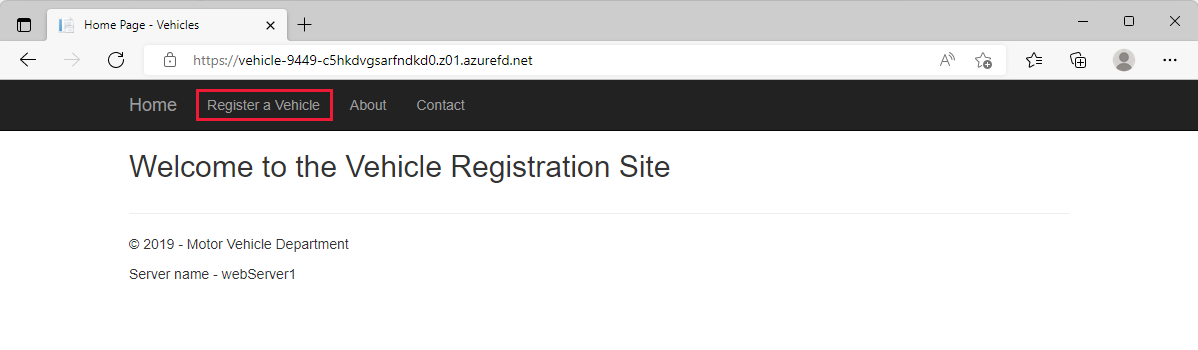 Home Page - Vehicles
https://vehicle-9449-c5hkdvgsarfndkd0.z01.azurefd.net
Home Register a Vehicle About Contact
Welcome to the Vehicle Registration Site
© 2019 - Motor Vehicle Department
Server name - webServer1